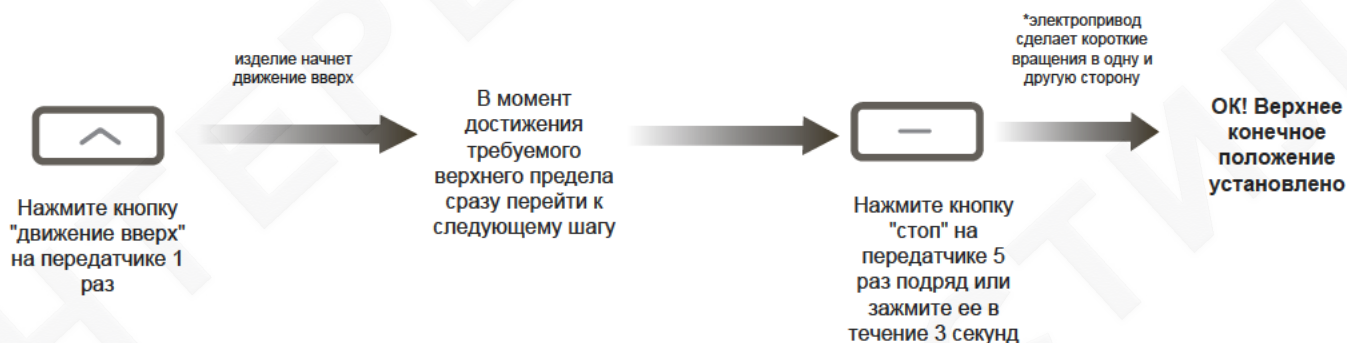 Нажмите кнопку
"движение вверх"
на передатчике 1
раз
изделие начнет
движение вверх
В момент
достижения
требуемого
верхнего предела
сразу перейти к
следующему шагу
Нажмите кнопку
"стоп" на
передатчике 5
раз подряд или
зажмите ее в
течение 3 секунд
*электропривод
сделает короткие
вращения в одну и
другую сторону
ОК! Верхнее
конечное
положение
установлено